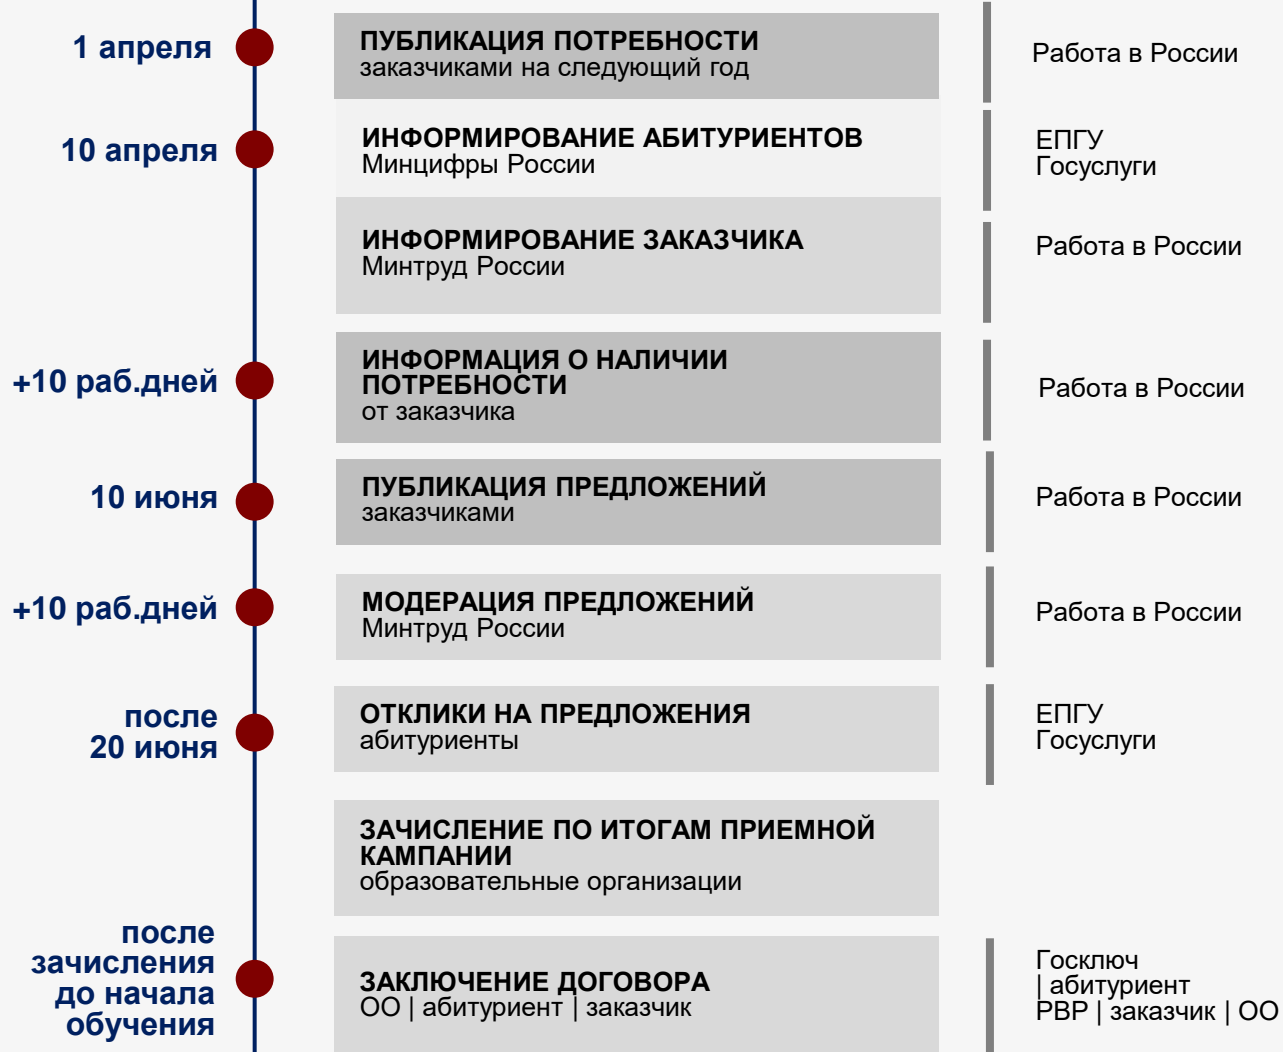 1 апреля
ПУБЛИКАЦИЯ ПОТРЕБНОСТИ
заказчиками на следующий год
Работа в России
10 апреля
ИНФОРМИРОВАНИЕ АБИТУРИЕНТОВ
Минцифры России
ЕПГУ
Госуслуги
ИНФОРМИРОВАНИЕ ЗАКАЗЧИКА
Минтруд России
Работа в России
+10 раб.дней
ИНФОРМАЦИЯ О НАЛИЧИИ
ПОТРЕБНОСТИ
от заказчика
Работа в России
10 июня
ПУБЛИКАЦИЯ ПРЕДЛОЖЕНИЙ
заказчиками
Работа в России
+10 раб.дней
МОДЕРАЦИЯ ПРЕДЛОЖЕНИЙ
Минтруд России
Работа в России
после
20 июня
ОТКЛИКИ НА ПРЕДЛОЖЕНИЯ
абитуриенты
ЕПГУ
Госуслуги
ЗАЧИСЛЕНИЕ ПО ИТОГАМ ПРИЕМНОЙ
КАМПАНИИ
образовательные организации
после
зачисления
до начала
обучения
ЗАКЛЮЧЕНИЕ ДОГОВОРА
ОО | абитуриент | заказчик
Госключ
| абитуриент
РВР | заказчик | ОО